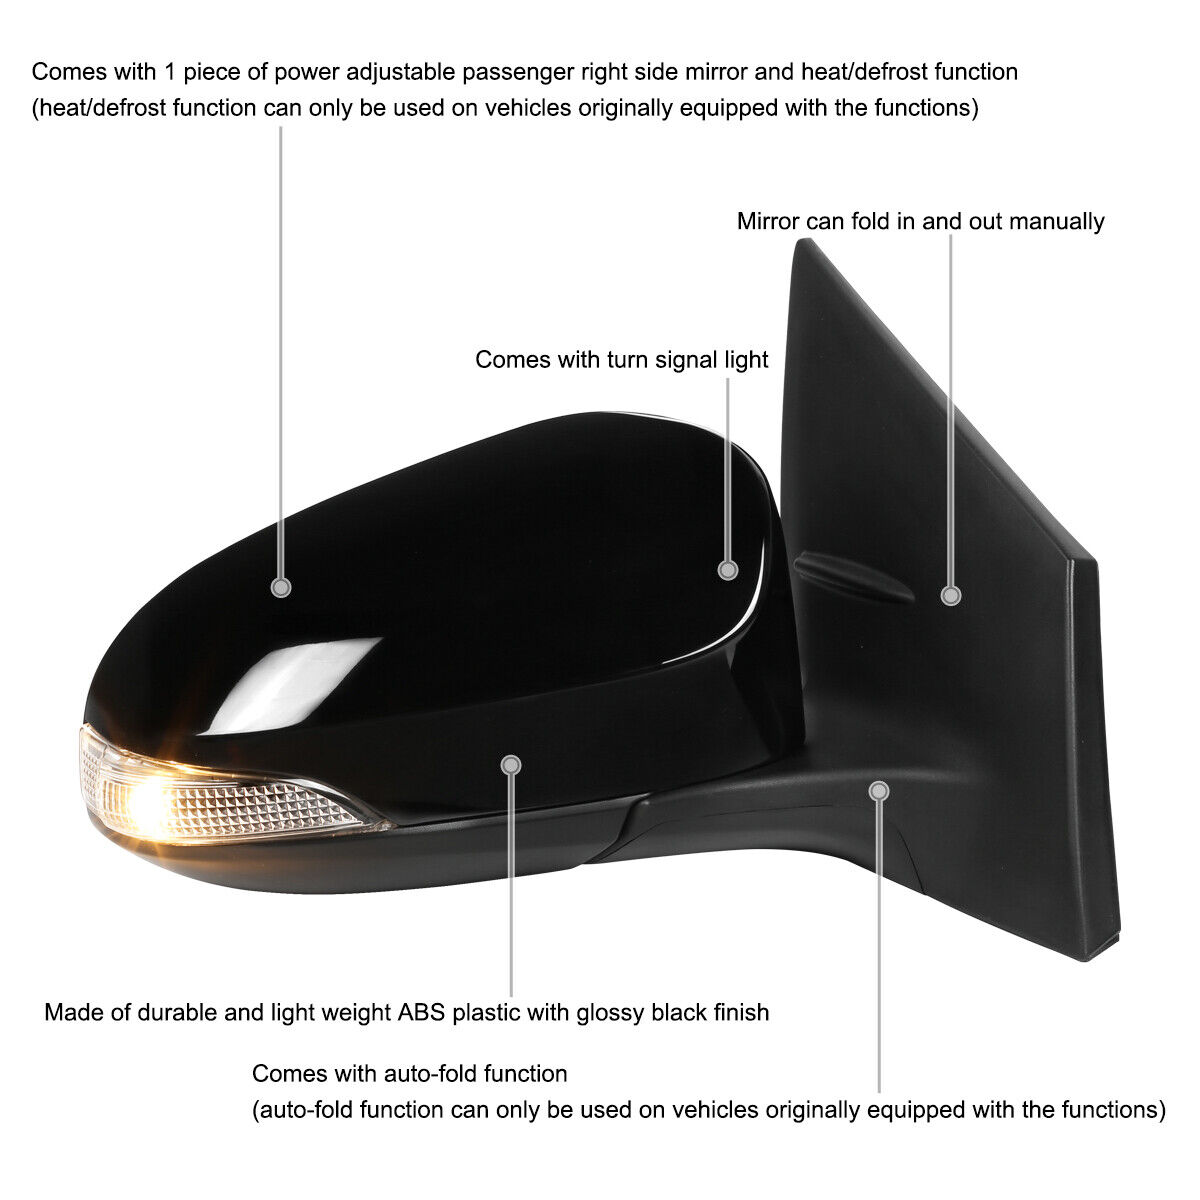 Comes with 1 piece of power adjustable passenger right side mirror and heat/defrost function
(heat/defrost function can only be used on vehicles originally equipped with the functions)
Mirror can fold in and out manually
Comes with turn signal light
Made of durable and light weight ABS plastic with glossy black finish
Comes with auto-fold function
(auto-fold function can only be used on vehicles originally equipped with the functions)